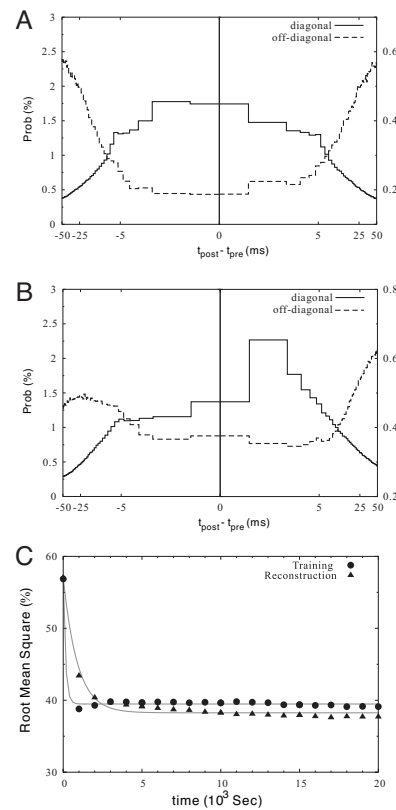 A
diagonal
off-diagonal
3
2.5
2
1.5
1
0.5
0
0.6
0.4
0.2
Prob (%)
-50 -25 -5 0 5 25 50
t post - t pre (ms)
B
diagonal
off-diagonal
3
2.5
2
1.5
1
0.5
0
0.8
0.6
0.4
0.2
Prob (%)
-50 -25 -5 0 5 25 50
t post - t pre (ms)
C
Training
Reconstruction
60
50
40
30
Root Mean Square (%)
0 5 10 15 20
time (10^3 Sec)